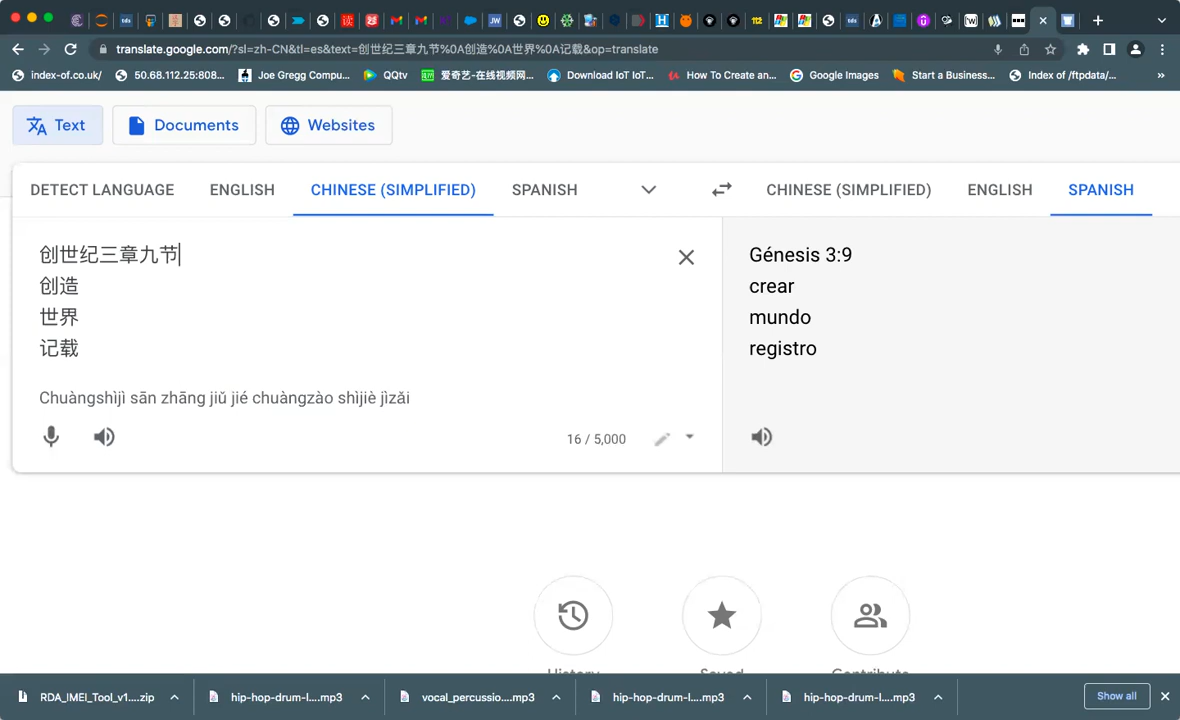 translate.google.com/?sl=zh-CN&tl=es&text=创世纪三章九节%0A创造%0A世界%0A记载&op=translate
index-of.co.uk/
50.68.112.25:808...
Joe Gregg Compu...
QQtv
爱奇艺-在线视频网...
Download IoT IoT...
How To Create an...
Google Images
Start a Business...
Index of /ftpdata/...
»
Text
Documents
Websites
DETECT LANGUAGE
ENGLISH
CHINESE (SIMPLIFIED)
SPANISH
CHINESE (SIMPLIFIED)
ENGLISH
SPANISH
创世纪三章九节
创造
世界
记载
Chuàngshìjì sān zhāng jiǔ jié chuàngzào shìjiè jìzǎi
16 / 5,000
Génesis 3:9
crear
mundo
registro
History
Saved
Contribute
RDA_IMEI_Tool_v1....zip
hip-hop-drum-l....mp3
vocal_percussio....mp3
hip-hop-drum-l....mp3
hip-hop-drum-l....mp3
Show all